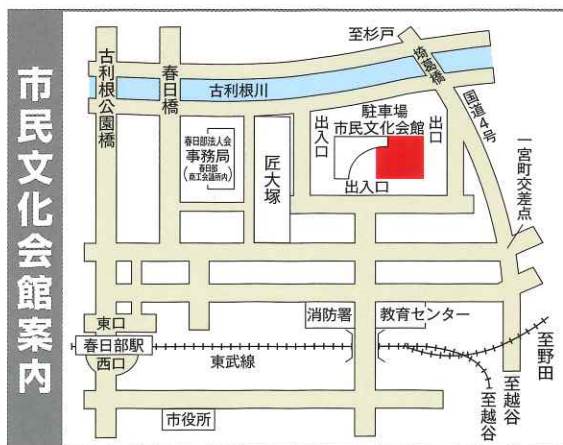 市民文化会館案内
至杉戸
埼葛橋
古利根公園橋
春日橋
古利根川
国道4号
駐車場
市民文化会館
出入口
出口
出入口
春日部法人会
事務局
(春日部
商工会議所内)
匠大塚
一宮町交差点
消防署
教育センター
東口
春日部駅
西口
東武線
至野田
至越谷
至越谷
市役所